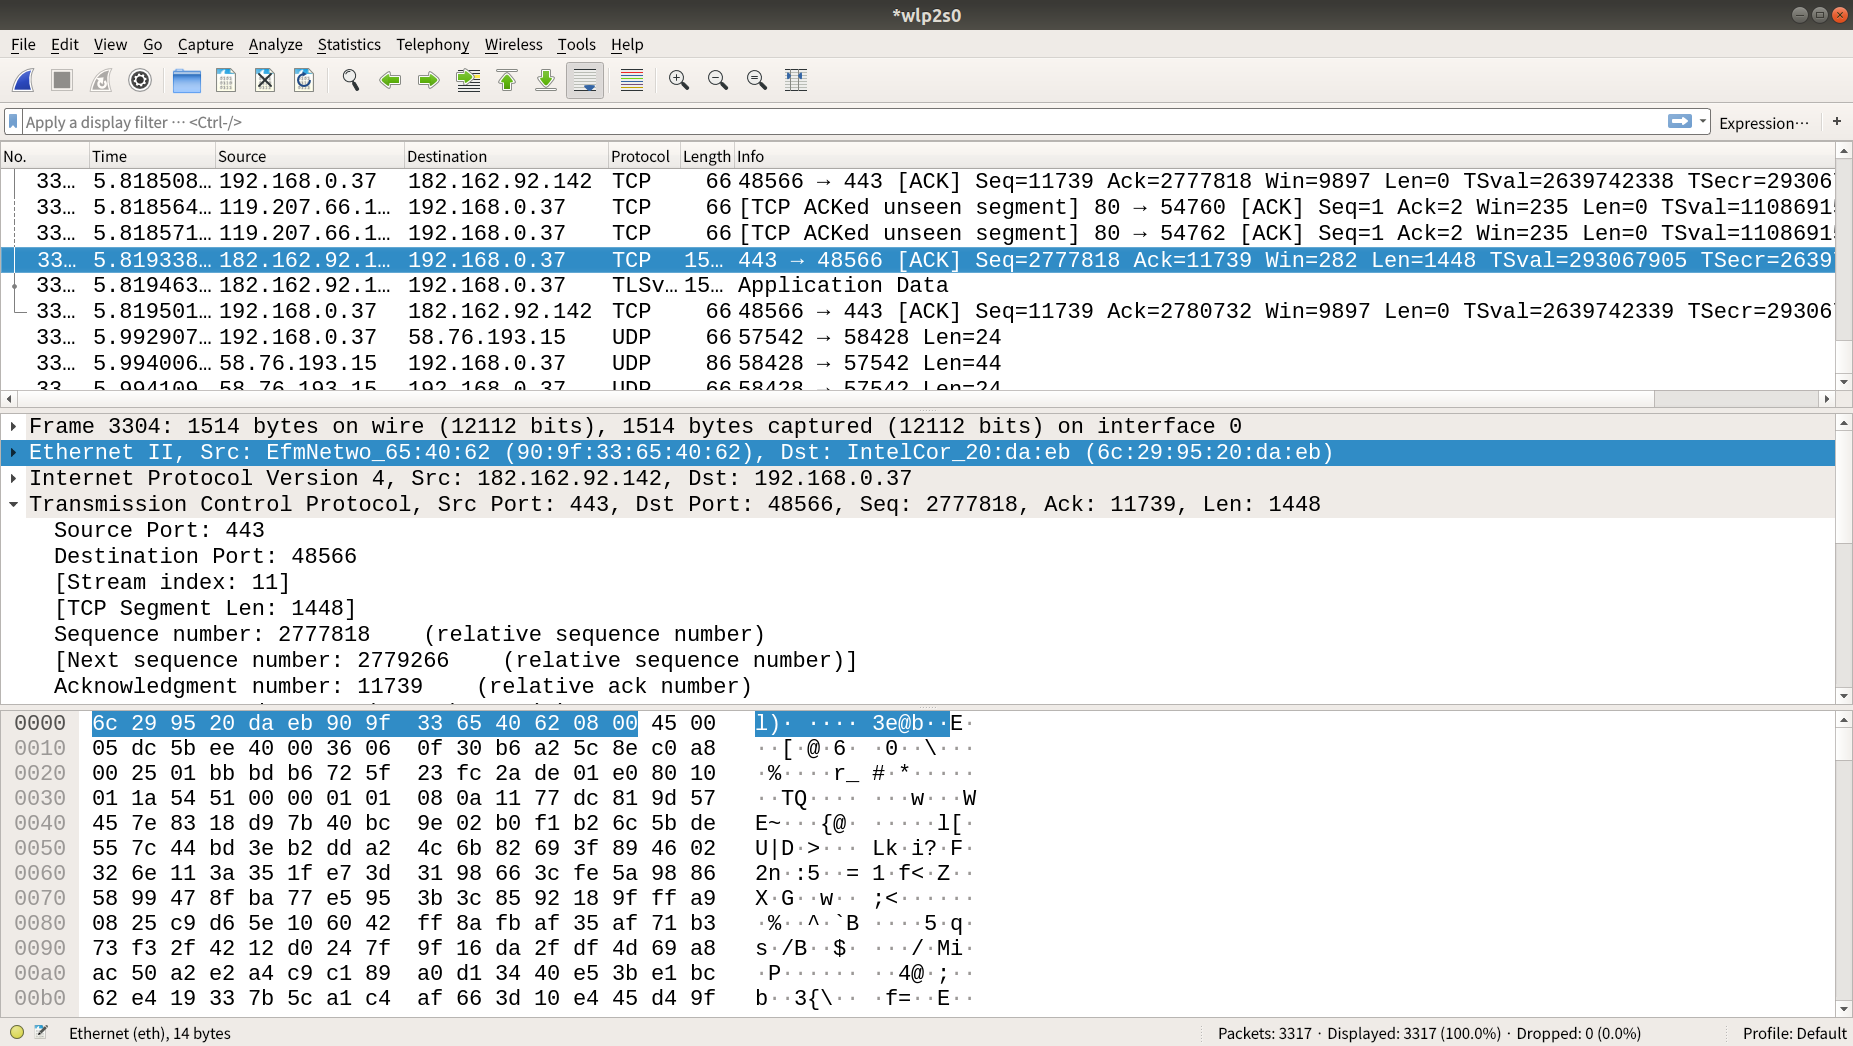 *wlp2s0
File Edit View Go Capture Analyze Statistics Telephony Wireless Tools Help
Apply a display filter ··· <Ctrl-/> Expression··· +
No. Time Source Destination Protocol Length Info
33… 5.818508… 192.168.0.37 182.162.92.142 TCP 66 48566 → 443 [ACK] Seq=11739 Ack=2777818 Win=9897 Len=0 TSval=2639742338 TSecr=29306
33… 5.818564… 119.207.66.1… 192.168.0.37 TCP 66 [TCP ACKed unseen segment] 80 → 54760 [ACK] Seq=1 Ack=2 Win=235 Len=0 TSval=1108691
33… 5.818571… 119.207.66.1… 192.168.0.37 TCP 66 [TCP ACKed unseen segment] 80 → 54762 [ACK] Seq=1 Ack=2 Win=235 Len=0 TSval=1108691
33… 5.819338… 182.162.92.1… 192.168.0.37 TCP 15… 443 → 48566 [ACK] Seq=2777818 Ack=11739 Win=282 Len=1448 TSval=293067905 TSecr=2639
33… 5.819463… 182.162.92.1… 192.168.0.37 TLSv… 15… Application Data
33… 5.819501… 192.168.0.37 182.162.92.142 TCP 66 48566 → 443 [ACK] Seq=11739 Ack=2780732 Win=9897 Len=0 TSval=2639742339 TSecr=29306
33… 5.992907… 192.168.0.37 58.76.193.15 UDP 66 57542 → 58428 Len=24
33… 5.994006… 58.76.193.15 192.168.0.37 UDP 86 58428 → 57542 Len=44
33… 5.994109… 58.76.193.15 192.168.0.37 UDP 66 58428 → 57542 Len=24
Frame 3304: 1514 bytes on wire (12112 bits), 1514 bytes captured (12112 bits) on interface 0
Ethernet II, Src: EfmNetwo_65:40:62 (90:9f:33:65:40:62), Dst: IntelCor_20:da:eb (6c:29:95:20:da:eb)
Internet Protocol Version 4, Src: 182.162.92.142, Dst: 192.168.0.37
Transmission Control Protocol, Src Port: 443, Dst Port: 48566, Seq: 2777818, Ack: 11739, Len: 1448
Source Port: 443
Destination Port: 48566
[Stream index: 11]
[TCP Segment Len: 1448]
Sequence number: 2777818 (relative sequence number)
[Next sequence number: 2779266 (relative sequence number)]
Acknowledgment number: 11739 (relative ack number)
0000 6c 29 95 20 da eb 90 9f 33 65 40 62 08 00 45 00 l)· ···· 3e@b··E·
0010 05 dc 5b ee 40 00 36 06 0f 30 b6 a2 5c 8e c0 a8 ··[·@·6· ·0··\···
0020 00 25 01 bb bd b6 72 5f 23 fc 2a de 01 e0 80 10 ·%····r_ #·*·····
0030 01 1a 54 51 00 00 01 01 08 0a 11 77 dc 81 9d 57 ··TQ···· ···w···W
0040 45 7e 83 18 d9 7b 40 bc 9e 02 b0 f1 b2 6c 5b de E~···{@· ·····l[·
0050 55 7c 44 bd 3e b2 dd a2 4c 6b 82 69 3f 89 46 02 U|D·>··· Lk·i?·F·
0060 32 6e 11 3a 35 1f e7 3d 31 98 66 3c fe 5a 98 86 2n·:5··= 1·f<·Z··
0070 58 99 47 8f ba 77 e5 95 3b 3c 85 92 18 9f ff a9 X·G··w·· ;<······
0080 08 25 c9 d6 5e 10 60 42 ff 8a fb af 35 af 71 b3 ·%··^·`B ····5·q·
0090 73 f3 2f 42 12 d0 24 7f 9f 16 da 2f df 4d 69 a8 s·/B··$· ···/·Mi·
00a0 ac 50 a2 e2 a4 c9 c1 89 a0 d1 34 40 e5 3b e1 bc ·P······ ··4@·;··
00b0 62 e4 19 33 7b 5c a1 c4 af 66 3d 10 e4 45 d4 9f b··3{\·· ·f=··E··
Ethernet (eth), 14 bytes Packets: 3317 · Displayed: 3317 (100.0%) · Dropped: 0 (0.0%) Profile: Default